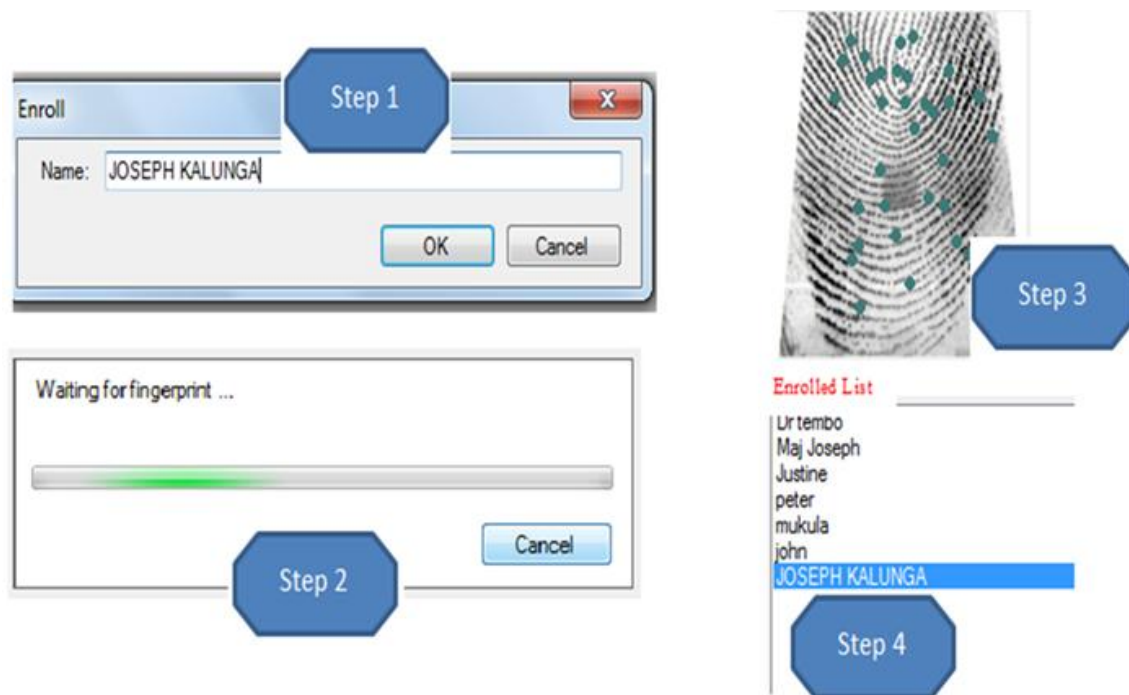 Step 1
Enroll
X
Name: JOSEPH KALUNGA
OK
Cancel
Waiting for fingerprint ...
Cancel
Step 2
Step 3
Enrolled List
Dr tembo
Maj Joseph
Justine
peter
mukula
john
JOSEPH KALUNGA
Step 4